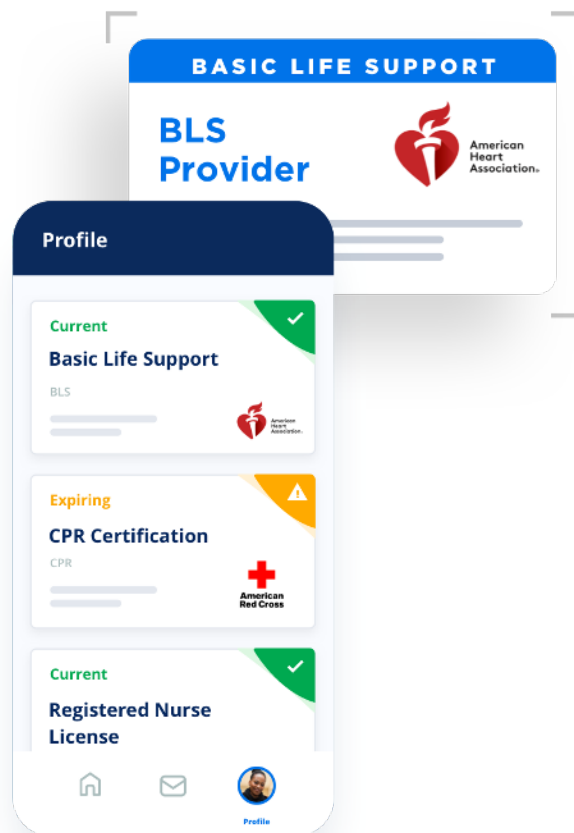 BASIC LIFE SUPPORT
BLS
Provider
American
Heart
Association®
Profile
Current
Basic Life Support
BLS
American
Heart
Association.
Expiring
CPR Certification
CPR
American
Red Cross
Current
Registered Nurse
License
Profile